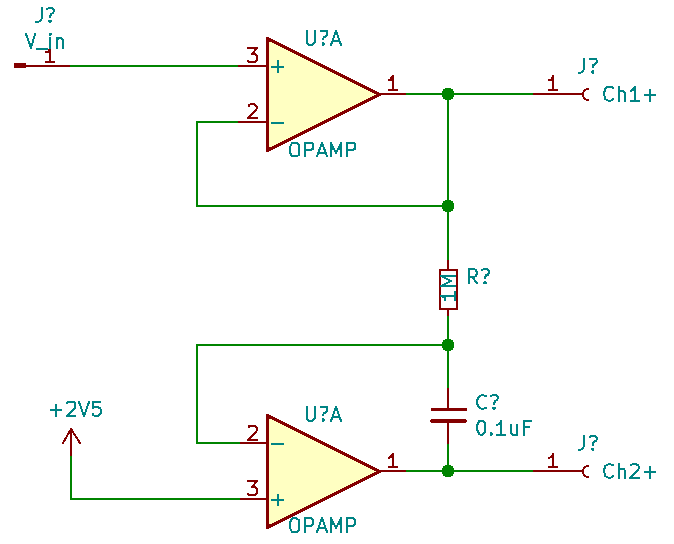 J?
V_in
1
U?A
3
+
2
−
1
OPAMP
J?
1
Ch1+
R?
1M
+2V5
U?A
2
−
3
+
1
OPAMP
C?
0.1uF
J?
1
Ch2+